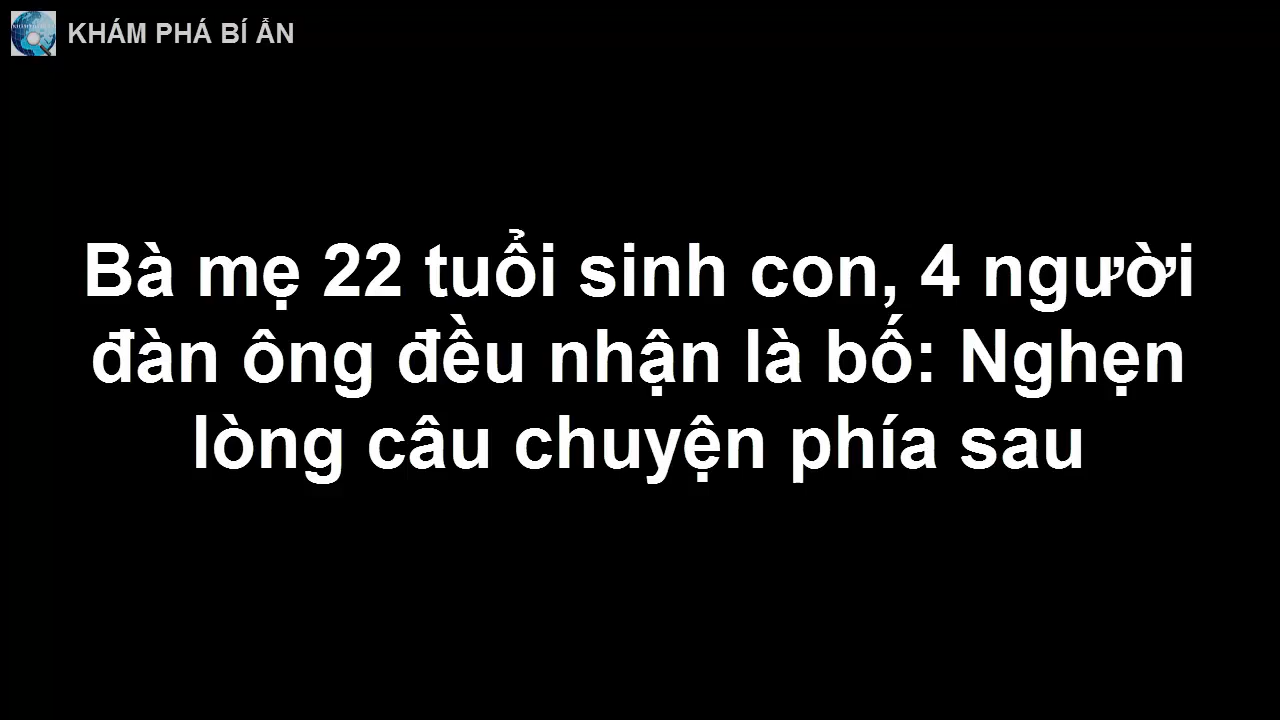 KHÁM PHÁ BÍ ẨN
Bà mẹ 22 tuổi sinh con, 4 người
đàn ông đều nhận là bố: Nghẹn
lòng câu chuyện phía sau